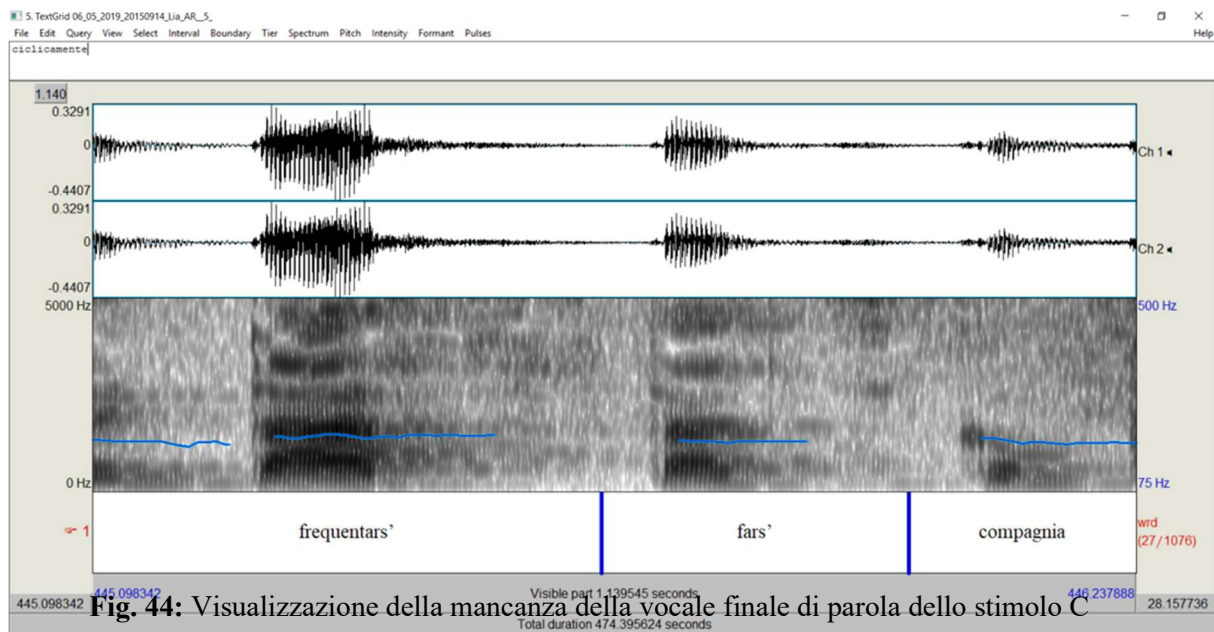 5. TextGrid 06_05_2019_20150914_Lia_AR__5_
File Edit Query View Select Interval Boundary Tier Spectrum Pitch Intensity Formant Pulses Help
ciclicamente
1.140
0.3291
0
-0.4407
Ch 1
0.3291
0
-0.4407
Ch 2
5000 Hz 500 Hz
0 Hz 75 Hz
1 frequentars’ fars’ compagnia wrd
(27/1076)
445.098342 Visible part 1.139545 seconds 446.237888
445.098342 28.157736
Fig. 44: Visualizzazione della mancanza della vocale finale di parola dello stimolo C
Total duration 474.395624 seconds